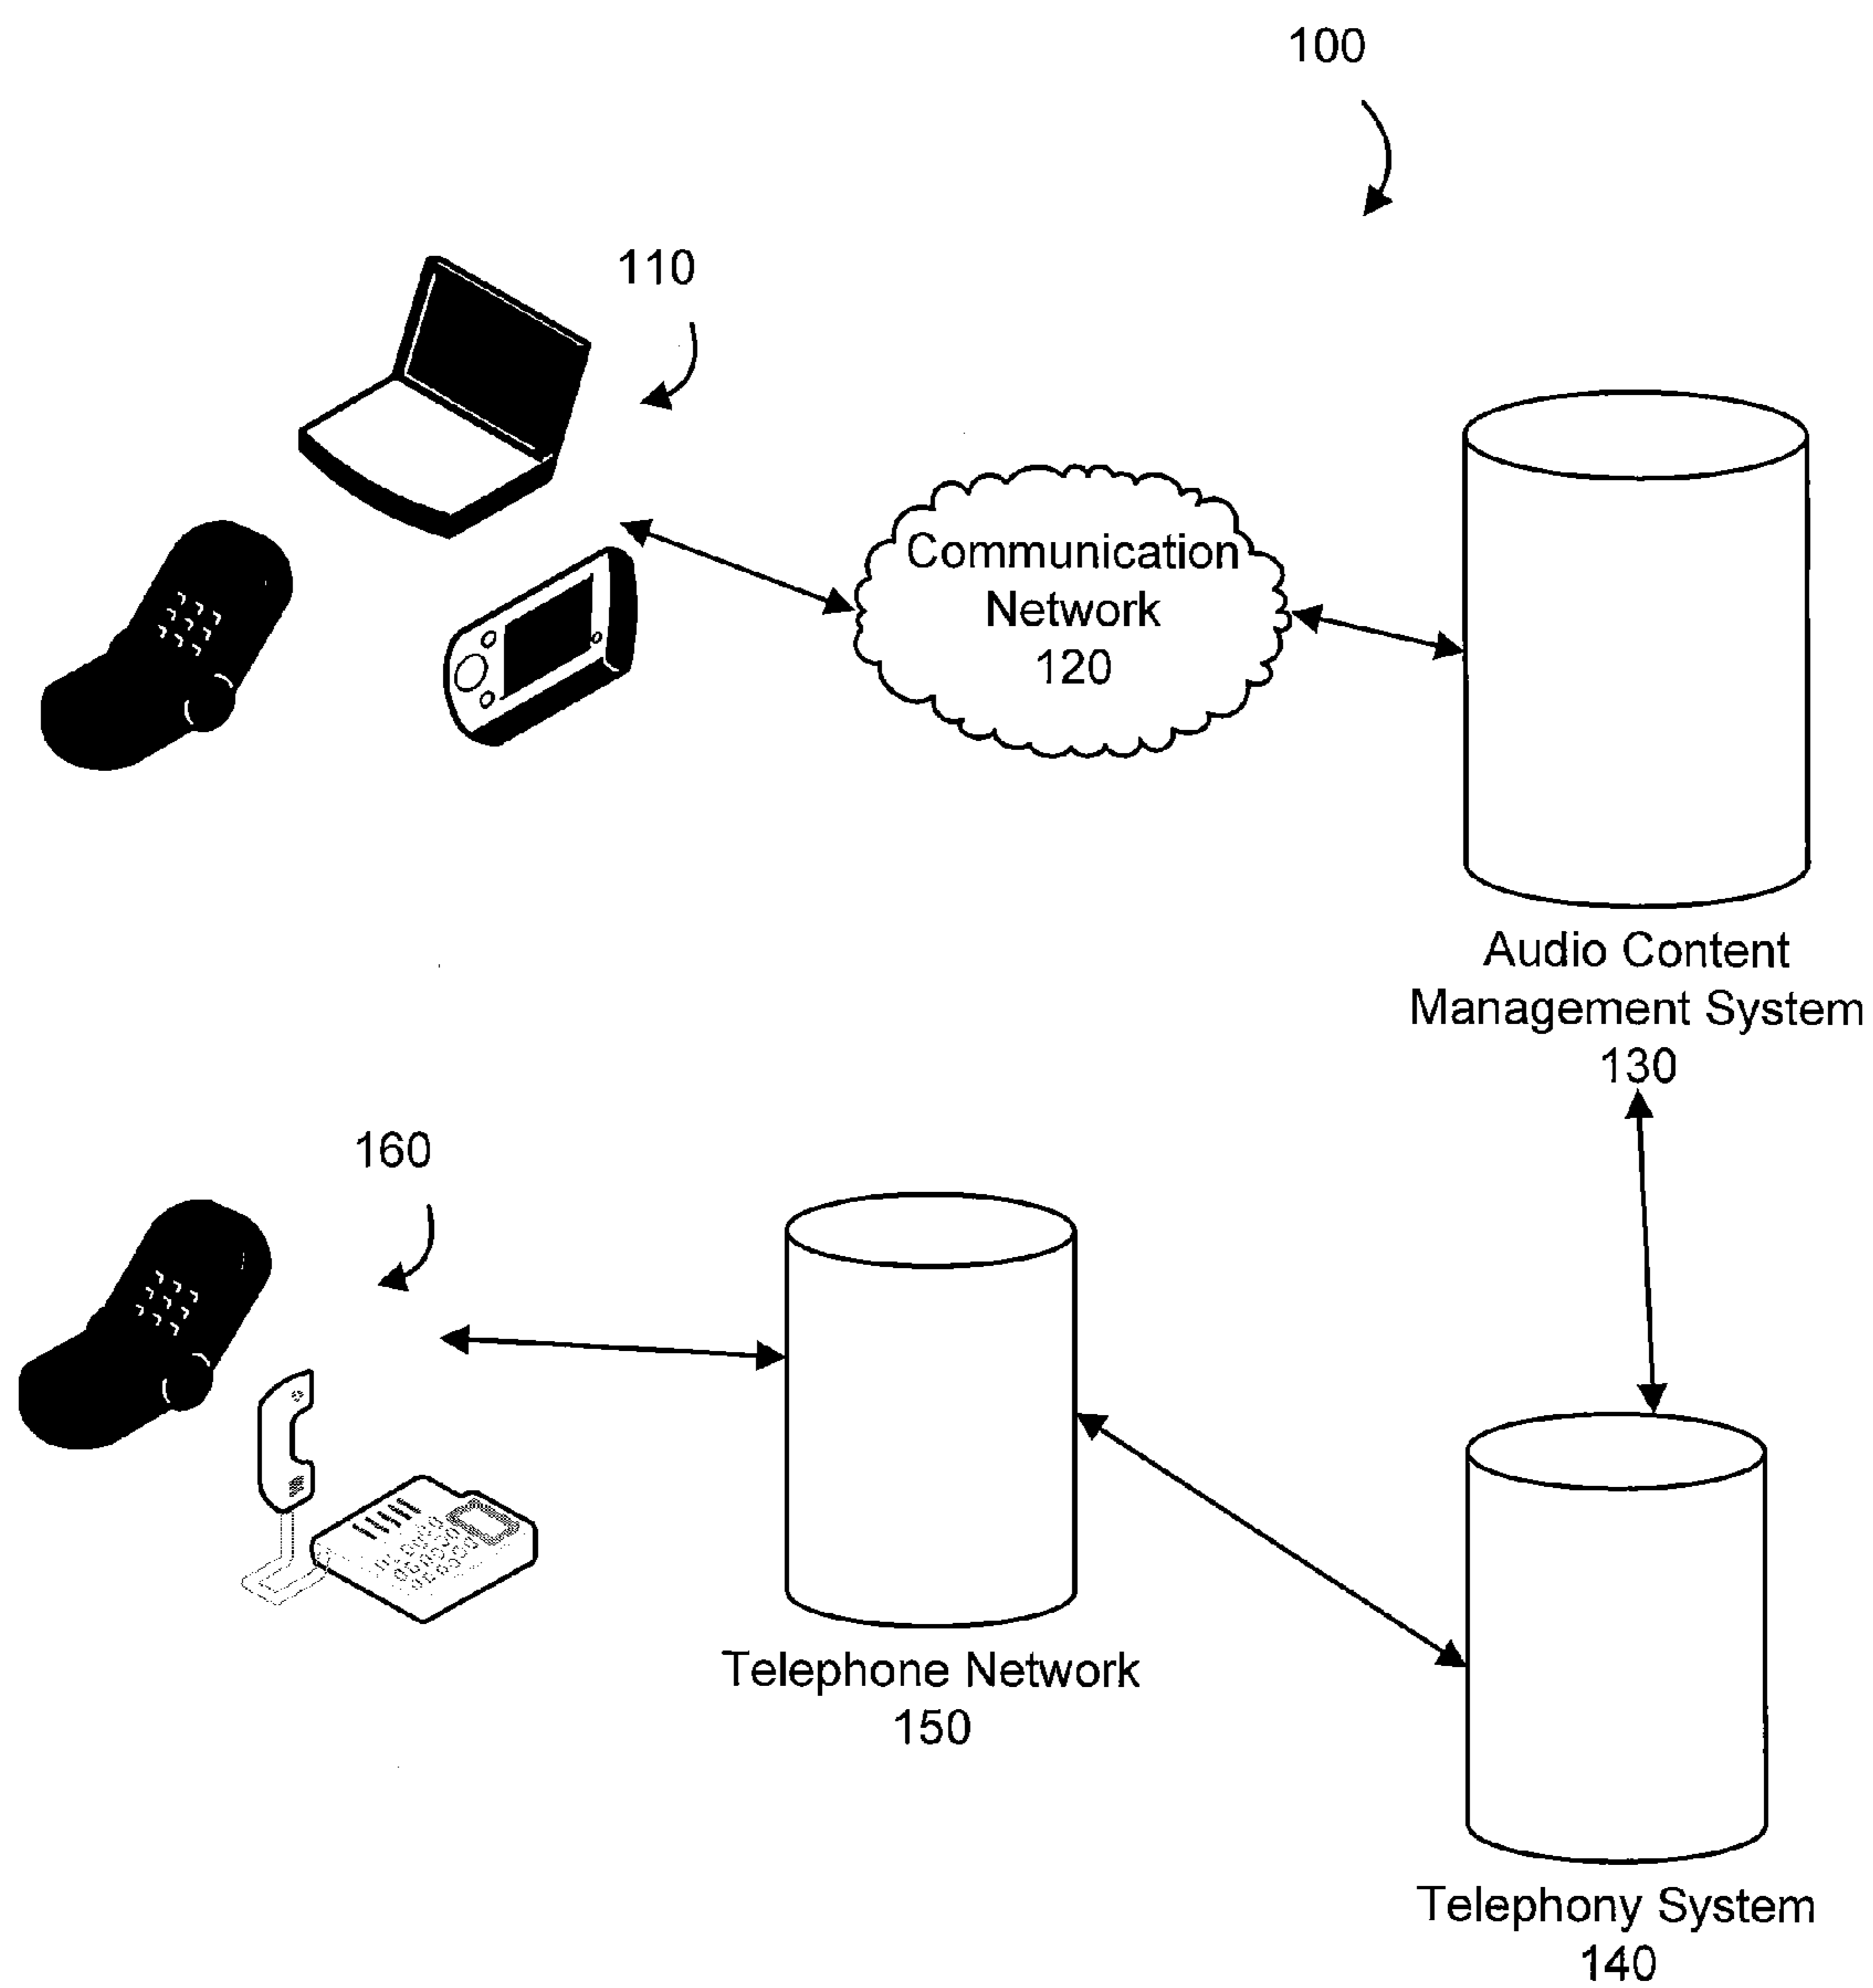 100
110
Communication
Network
120
Audio Content
Management System
130
160
Telephone Network
150
Telephony System
140